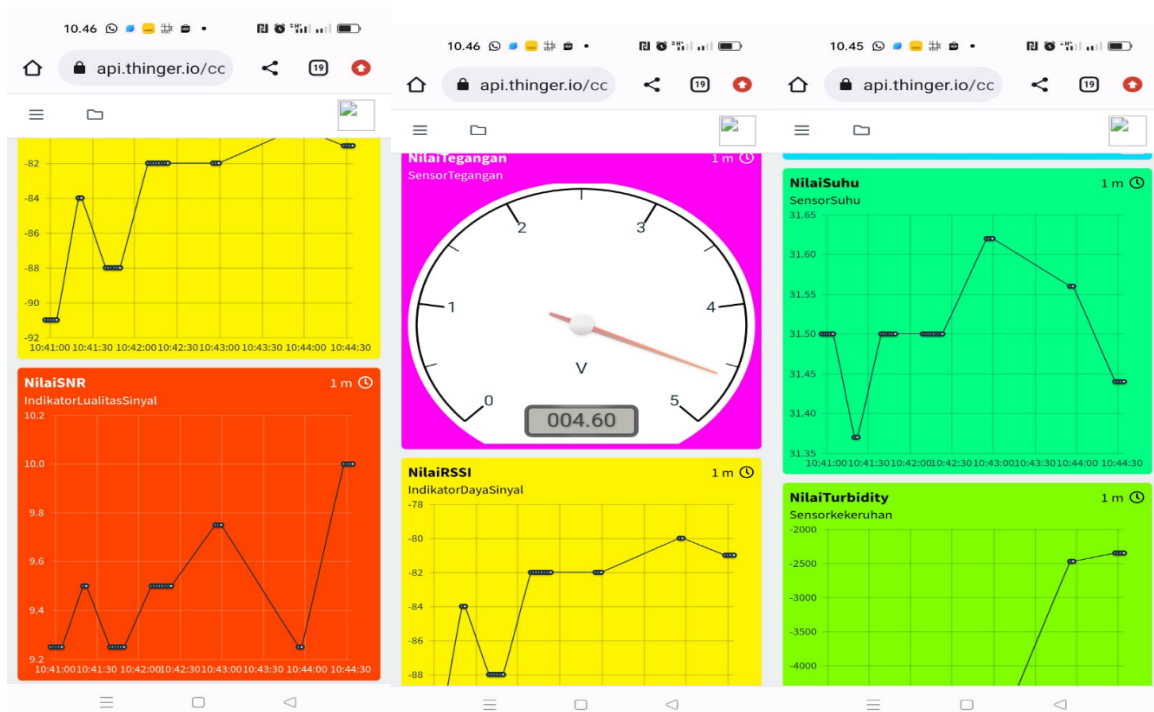 10.46
api.thinger.io/cc
19
-82
-84
-86
-88
-90
-92
10:41:00 10:41:30 10:42:00 10:42:30 10:43:00 10:43:30 10:44:00 10:44:30
NilaiSNR 1 m
IndikatorLualitasSinyal
10.2
10.0
9.8
9.6
9.4
9.2
10:41:00 10:41:30 10:42:00 10:42:30 10:43:00 10:43:30 10:44:00 10:44:30
10.46
api.thinger.io/cc
19
NilaiTegangan 1 m
SensorTegangan
2 3
1 4
V
0 5
004.60
NilaiRSSI 1 m
IndikatorDayaSinyal
-78
-80
-82
-84
-86
-88
10.45
api.thinger.io/cc
19
NilaiSuhu 1 m
SensorSuhu
31.65
31.60
31.55
31.50
31.45
31.40
31.35
10:41:00 10:41:30 10:42:00 10:42:30 10:43:00 10:43:30 10:44:00 10:44:30
NilaiTurbidity 1 m
Sensorkekeruhan
-2000
-2500
-3000
-3500
-4000